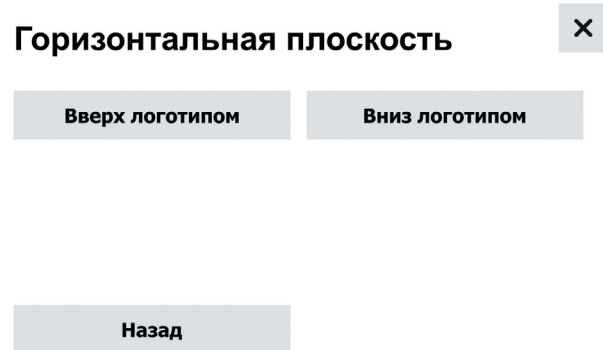 Горизонтальная плоскость
Вверх логотипом
Вниз логотипом
Назад